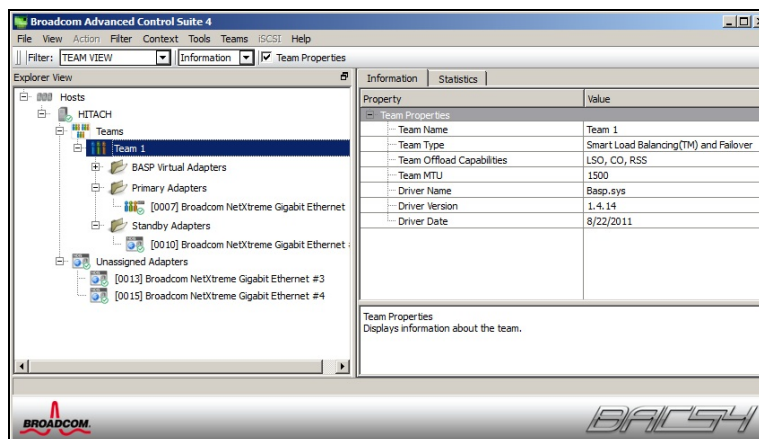 Broadcom Advanced Control Suite 4
File View Action Filter Context Tools Teams iSCSI Help
Filter: TEAM VIEW Information Team Properties
Explorer View
Hosts
HITACH
Teams
Team 1
BASP Virtual Adapters
Primary Adapters
[0007] Broadcom NetXtreme Gigabit Ethernet
Standby Adapters
[0010] Broadcom NetXtreme Gigabit Ethernet
Unassigned Adapters
[0013] Broadcom NetXtreme Gigabit Ethernet #3
[0015] Broadcom NetXtreme Gigabit Ethernet #4
Information Statistics
Property Value
Team Properties
Team Name Team 1
Team Type Smart Load Balancing(TM) and Failover
Team Offload Capabilities LSO, CO, RSS
Team MTU 1500
Driver Name Basp.sys
Driver Version 1.4.14
Driver Date 8/22/2011
Team Properties
Displays information about the team.
BROADCOM.
BACS4